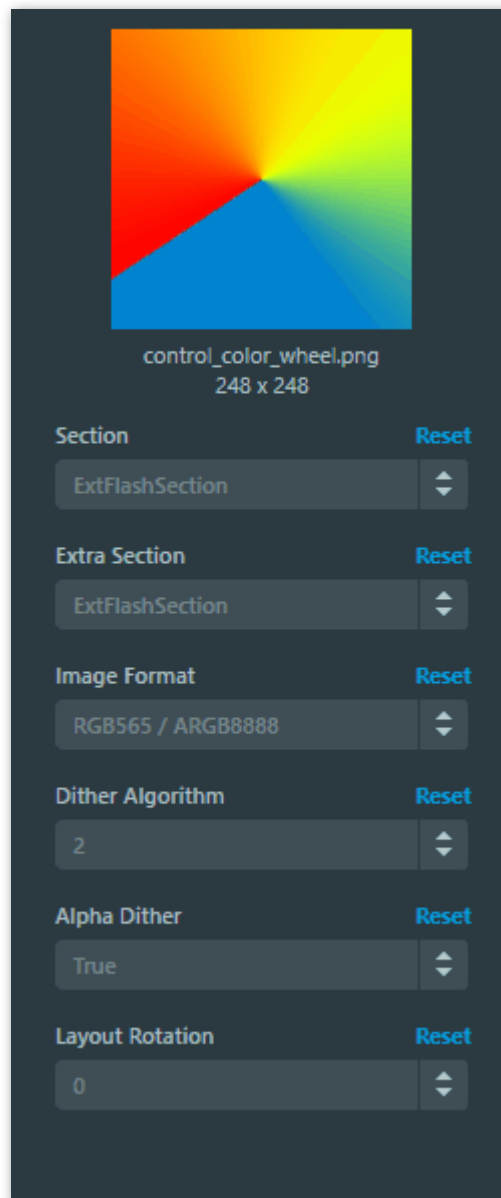 control_color_wheel.png
248 x 248
Section Reset
ExtFlashSection
Extra Section Reset
ExtFlashSection
Image Format Reset
RGB565 / ARGB8888
Dither Algorithm Reset
2
Alpha Dither Reset
True
Layout Rotation Reset
0